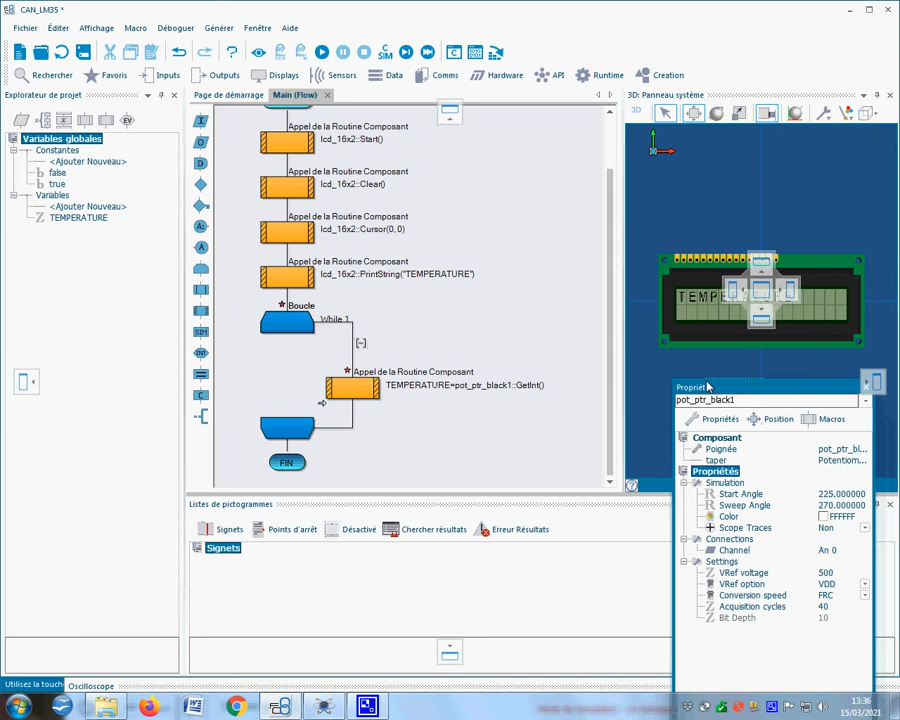 CAN_LM35 *
Fichier Éditer Affichage Macro Déboguer Générer Fenêtre Aide
Rechercher Favoris Inputs Outputs Displays Sensors Data Comms Hardware API Runtime Creation
Explorateur de projet
Variables globales
Constantes
<Ajouter Nouveau>
false
true
Variables
<Ajouter Nouveau>
Z TEMPERATURE
Page de démarrage Main (Flow)
Appel de la Routine Composant
lcd_16x2::Start()
Appel de la Routine Composant
lcd_16x2::Clear()
Appel de la Routine Composant
lcd_16x2::Cursor(0, 0)
Appel de la Routine Composant
lcd_16x2::PrintString("TEMPERATURE")
Boucle
While 1
[-]
Appel de la Routine Composant
TEMPERATURE=pot_ptr_black1::GetInt()
FIN
3D: Panneau système
3D
Propriét
pot_ptr_black1
Propriétés Position Macros
Composant
Poignée pot_ptr_bl...
taper Potentiom...
Propriétés
Simulation
Start Angle 225.000000
Sweep Angle 270.000000
Color FFFFFF
Scope Traces Non
Connections
Channel An 0
Settings
VRef voltage 500
VRef option VDD
Conversion speed FRC
Acquisition cycles 40
Bit Depth 10
Listes de pictogrammes
Signets Points d'arrêt Désactivé Chercher résultats Erreur Résultats
Signets
Utilisez la touche
Oscilloscope
13:36
15/03/2021